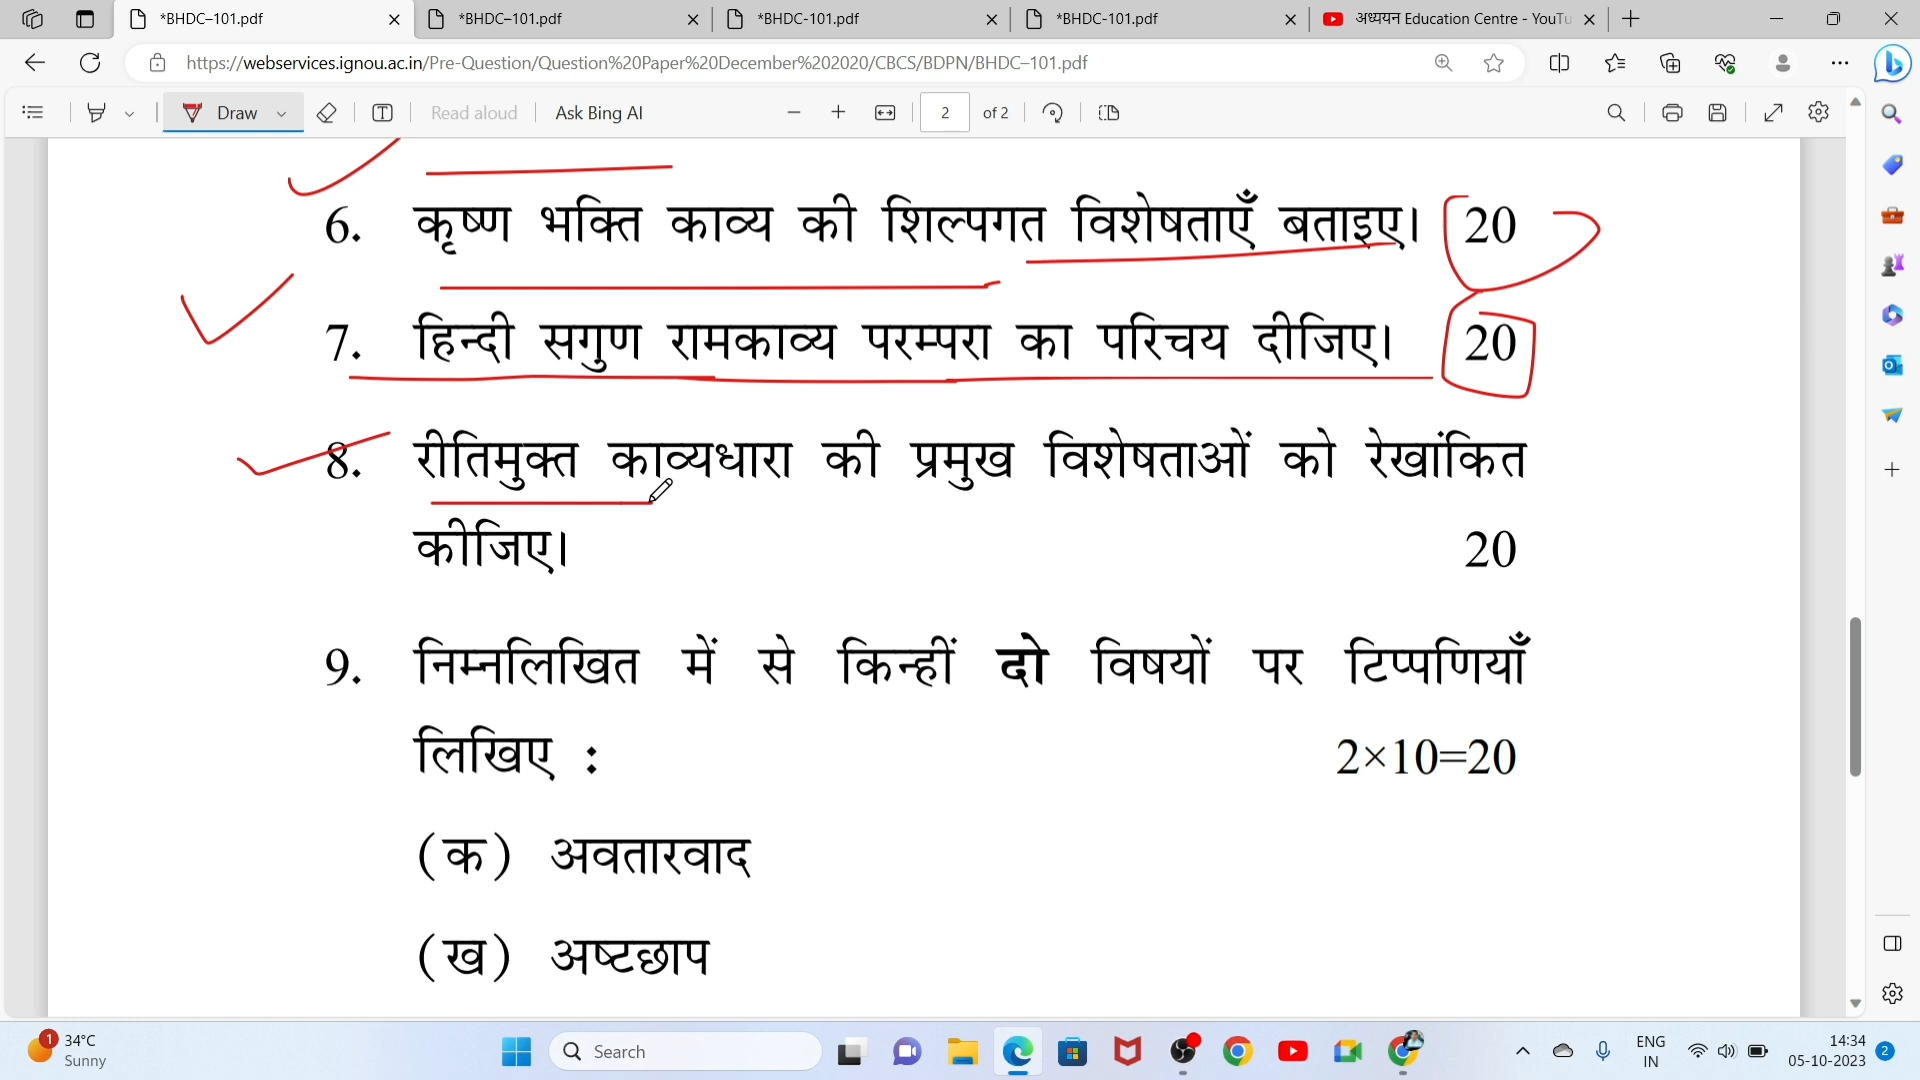 *BHDC–101.pdf
*BHDC–101.pdf
*BHDC-101.pdf
*BHDC-101.pdf
अध्ययन Education Centre - YouTu
https://webservices.ignou.ac.in/Pre-Question/Question%20Paper%20December%202020/CBCS/BDPN/BHDC–101.pdf
Draw
Read aloud
Ask Bing AI
2 of 2
6. कृष्ण भक्ति काव्य की शिल्पगत विशेषताएँ बताइए। 20
7. हिन्दी सगुण रामकाव्य परम्परा का परिचय दीजिए। 20
8. रीतिमुक्त काव्यधारा की प्रमुख विशेषताओं को रेखांकित
कीजिए। 20
9. निम्नलिखित में से किन्हीं दो विषयों पर टिप्पणियाँ
लिखिए : 2×10=20
(क) अवतारवाद
(ख) अष्टछाप
1
34°C
Sunny
Search
ENG
IN
14:34
05-10-2023
2